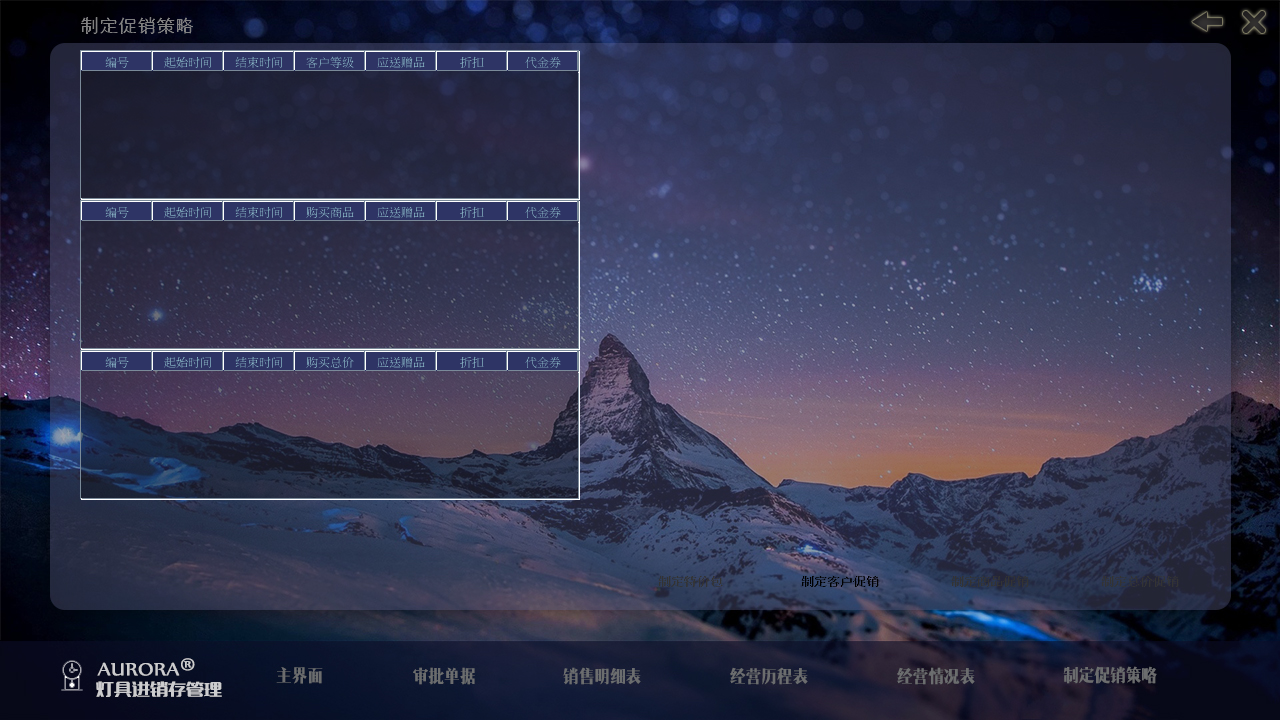 制定促销策略
编号 起始时间 结束时间 客户等级 应送赠品 折扣 代金券
编号 起始时间 结束时间 购买商品 应送赠品 折扣 代金券
编号 起始时间 结束时间 购买总价 应送赠品 折扣 代金券
制定客户促销
AURORA®
灯具进销存管理
主界面 审批单据 销售明细表 经营历程表 经营情况表 制定促销策略